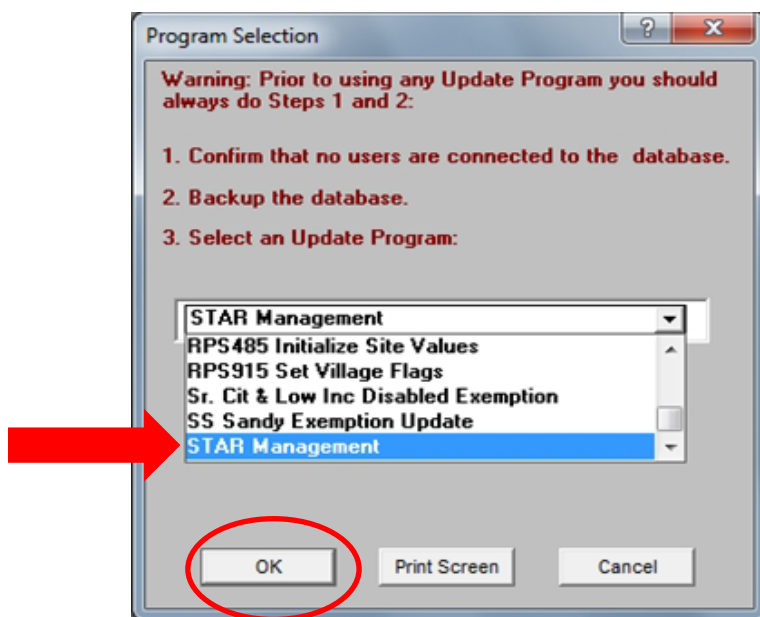 Program Selection
Warning: Prior to using any Update Program you should
always do Steps 1 and 2:
1. Confirm that no users are connected to the database.
2. Backup the database.
3. Select an Update Program:
STAR Management
RPS485 Initialize Site Values
RPS915 Set Village Flags
Sr. Cit & Low Inc Disabled Exemption
SS Sandy Exemption Update
STAR Management
OK Print Screen Cancel